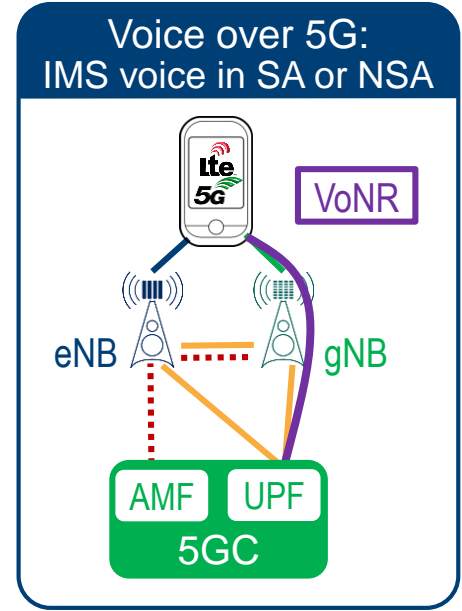 Voice over 5G:
IMS voice in SA or NSA
lte
5G
VoNR
eNB
gNB
AMF
UPF
5GC